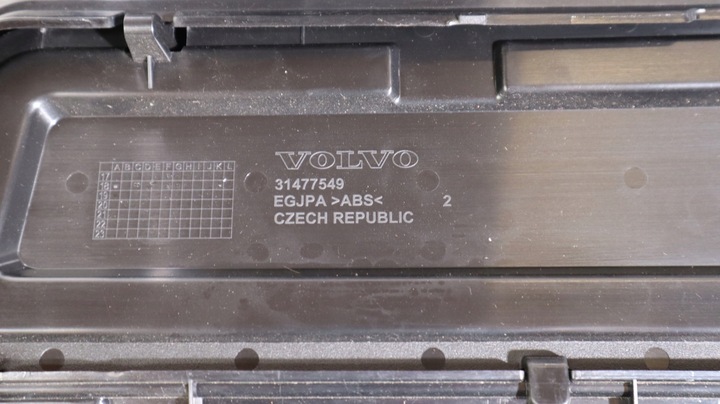 VOLVO
31477549
EGJPA >ABS< 2
CZECH REPUBLIC
A B C D E F G H I J K L